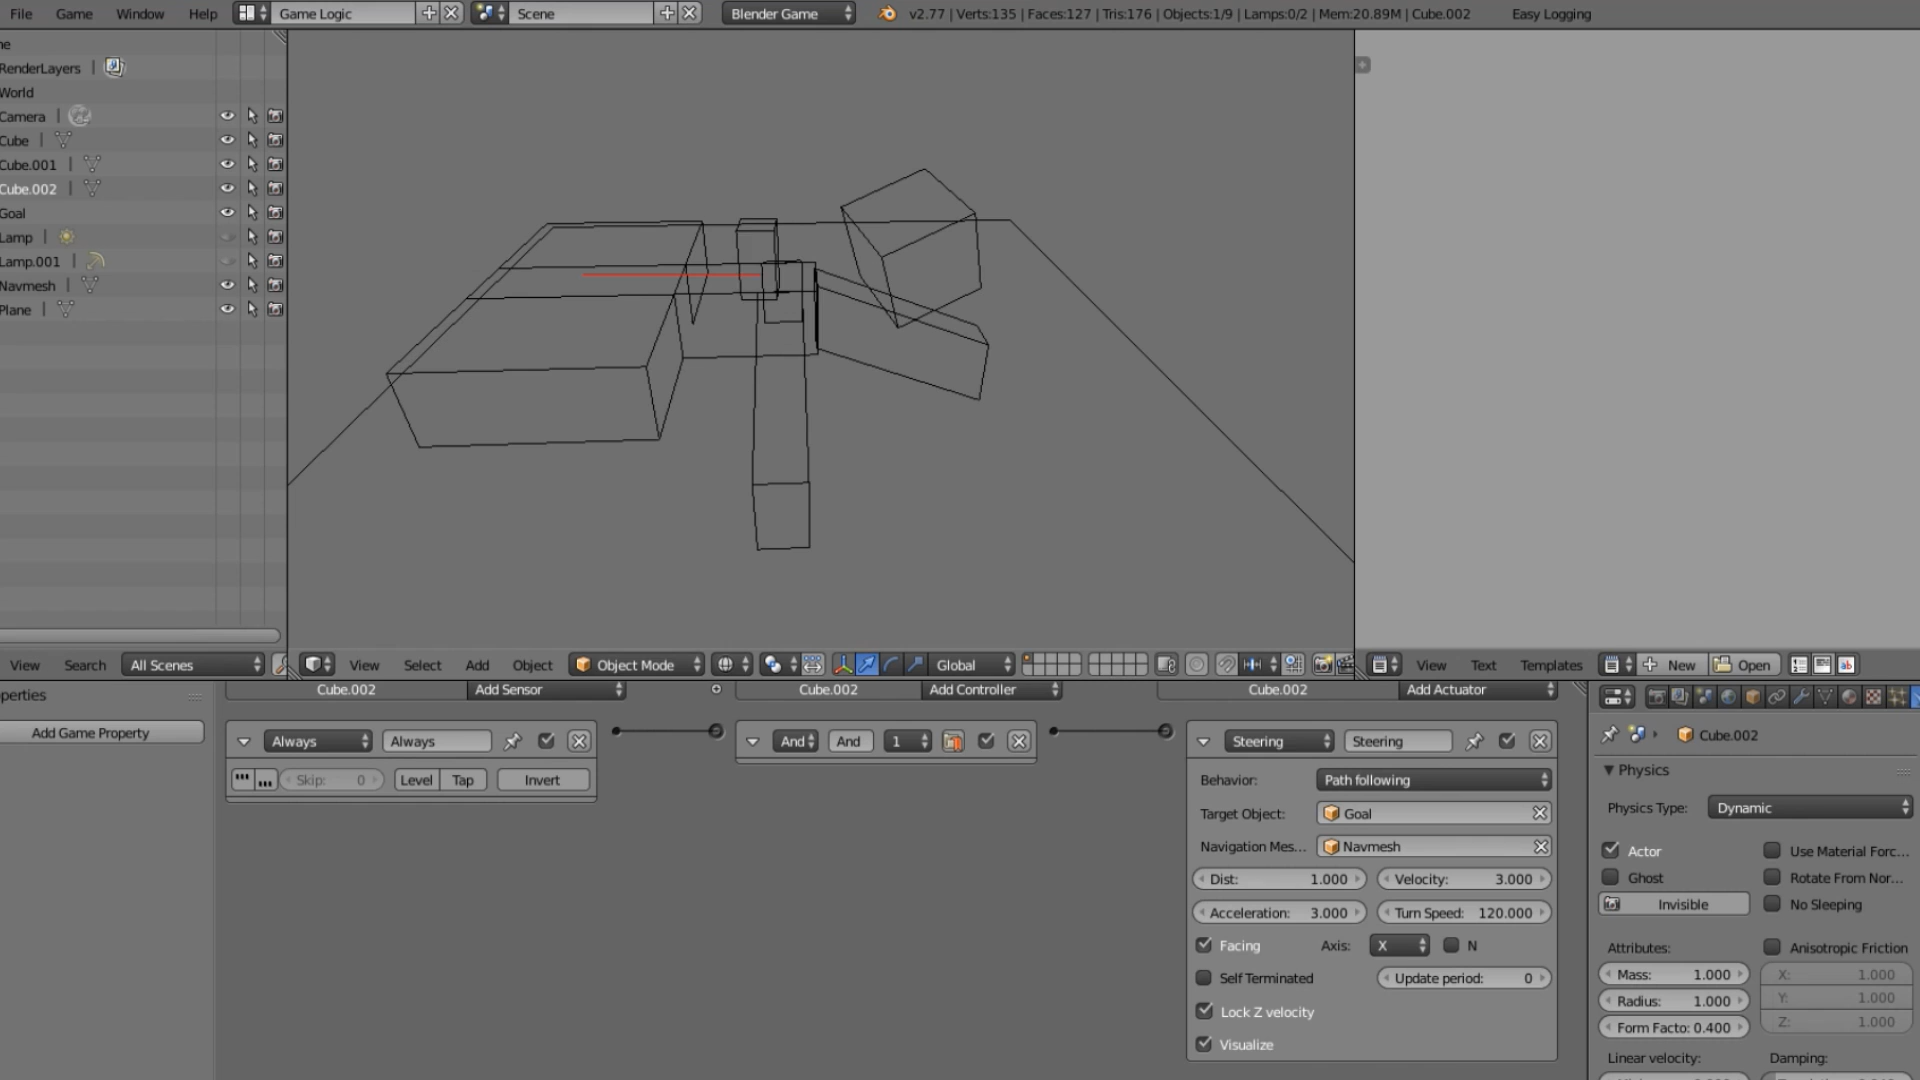 File Game Window Help Game Logic Scene Blender Game v2.77 | Verts:135 | Faces:127 | Tris:176 | Objects:1/9 | Lamps:0/2 | Mem:20.89M | Cube.002 Easy Logging
ne
RenderLayers
World
Camera
Cube
Cube.001
Cube.002
Goal
Lamp
Lamp.001
Navmesh
Plane
View Search All Scenes View Select Add Object Object Mode Global View Text Templates New Open
perties
Add Game Property
Cube.002 Add Sensor
Always Always
Skip: 0 Level Tap Invert
Cube.002 Add Controller
And And 1
Cube.002 Add Actuator
Steering Steering
Behavior: Path following
Target Object: Goal
Navigation Mes... Navmesh
Dist: 1.000 Velocity: 3.000
Acceleration: 3.000 Turn Speed: 120.000
Facing Axis: X N
Self Terminated Update period: 0
Lock Z velocity
Visualize
Cube.002
Physics
Physics Type: Dynamic
Actor Use Material Forc...
Ghost Rotate From Nor...
Invisible No Sleeping
Attributes: Anisotropic Friction
Mass: 1.000 X: 1.000
Radius: 1.000 Y: 1.000
Form Facto: 0.400 Z: 1.000
Linear velocity: Damping: